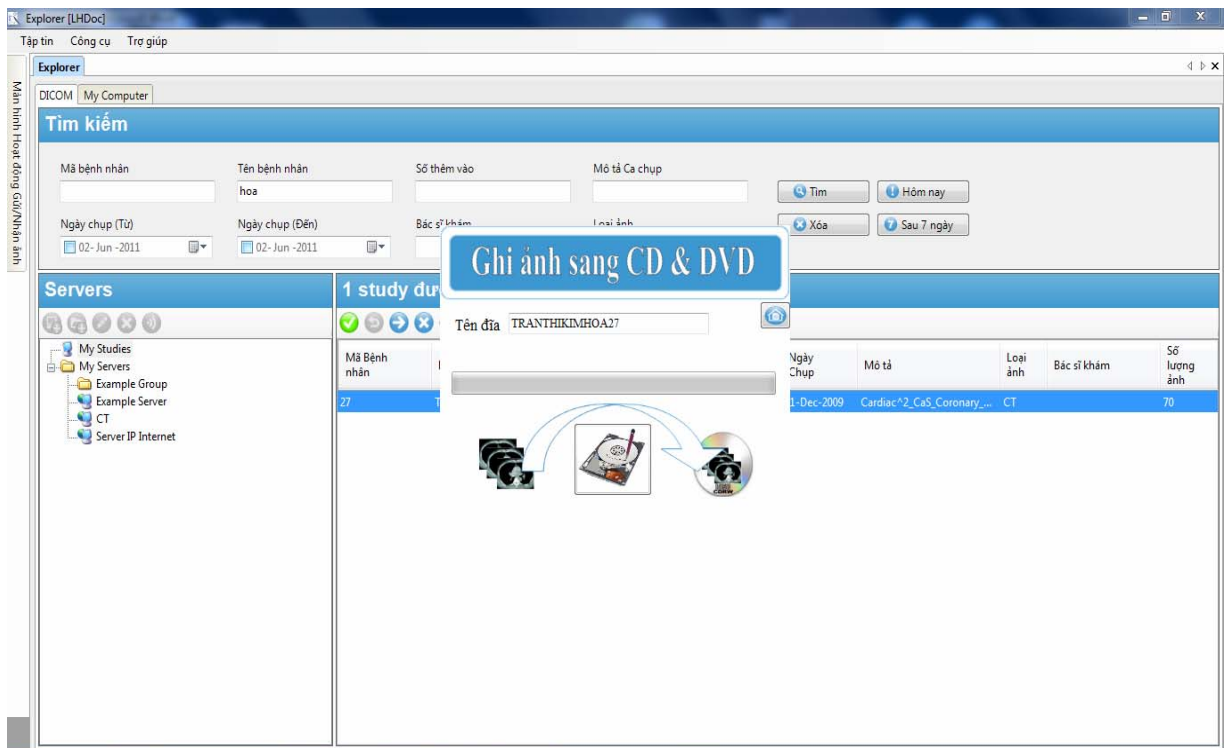 Explorer [LHDoc]
Tập tin Công cụ Trợ giúp
Explorer
Màn hình Hoạt động Gửi/Nhận ảnh
DICOM My Computer
Tìm kiếm
Mã bệnh nhân Tên bệnh nhân Số thêm vào Mô tả Ca chụp
hoa
Tìm Hôm nay
Ngày chụp (Từ) Ngày chụp (Đến) Bác sĩ khám Loại ảnh
Xóa Sau 7 ngày
02-Jun-2011 02-Jun-2011
Ghi ảnh sang CD & DVD
Servers
1 study
Tên đĩa TRANTHIKIMHOA27
My Studies
My Servers
Example Group
Example Server
CT
Server IP Internet
Mã Bệnh nhân Ngày Chụp Mô tả Loại ảnh Bác sĩ khám Số lượng ảnh
27 T 1-Dec-2009 Cardiac^2_CaS_Coronary_... CT 70
CDRW